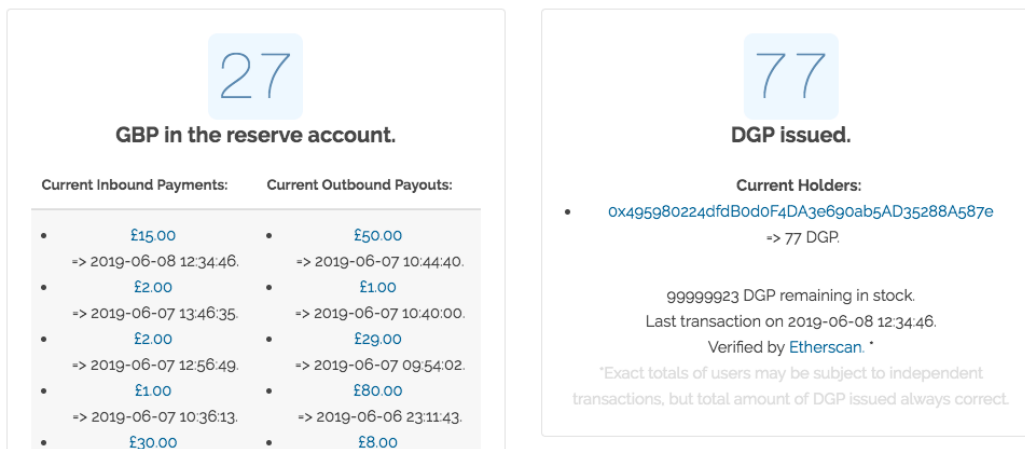 27
GBP in the reserve account.
Current Inbound Payments:
£15.00
=> 2019-06-08 12:34:46.
£2.00
=> 2019-06-07 13:46:35.
£2.00
=> 2019-06-07 12:56:49.
£1.00
=> 2019-06-07 10:36:13.
£30.00
Current Outbound Payouts:
£50.00
=> 2019-06-07 10:44:40.
£1.00
=> 2019-06-07 10:40:00.
£29.00
=> 2019-06-07 09:54:02.
£80.00
=> 2019-06-06 23:11:43.
£8.00
77
DGP issued.
Current Holders:
0x495980224dfdB0d0F4DA3e690ab5AD35288A587e
=> 77 DGP.
99999923 DGP remaining in stock.
Last transaction on 2019-06-08 12:34:46.
Verified by Etherscan. *
*Exact totals of users may be subject to independent
transactions, but total amount of DGP issued always correct.